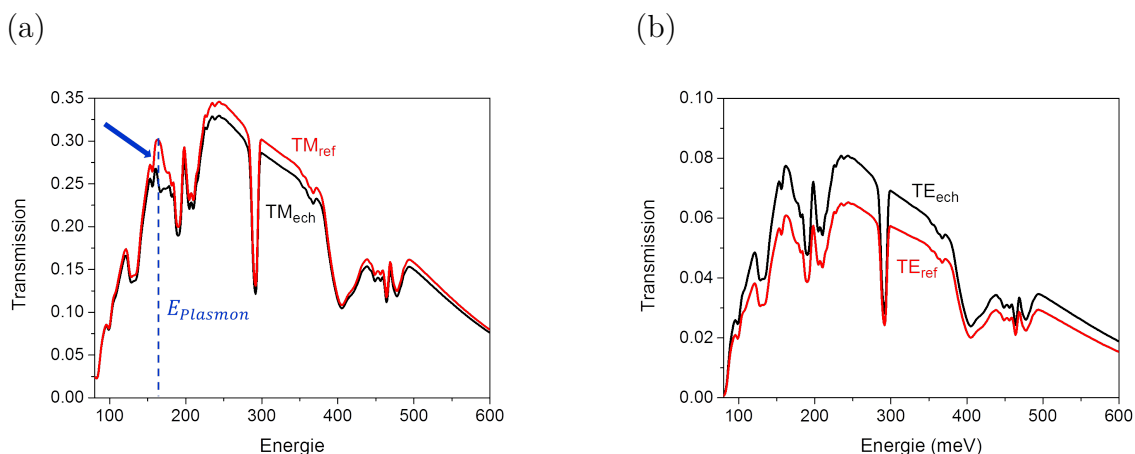 (a)
(b)
Transmission
0.35
0.30
0.25
0.20
0.15
0.10
0.05
0.00
TMref
TMech
EPlasmon
100
200
300
400
500
600
Energie
Transmission
0.10
0.08
0.06
0.04
0.02
0.00
TEech
TEref
100
200
300
400
500
600
Energie (meV)